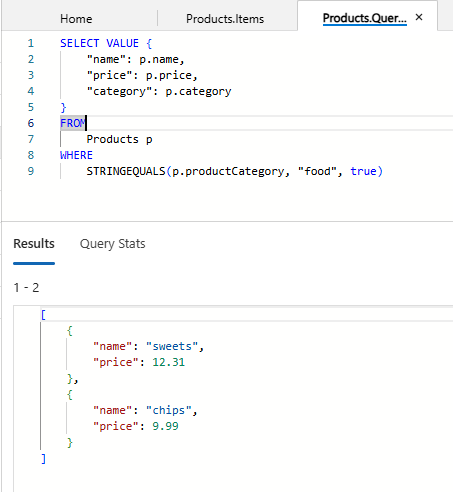 Home Products.Items Products.Quer... ×
1 SELECT VALUE {
2 "name": p.name,
3 "price": p.price,
4 "category": p.category
5 }
6 FROM
7 Products p
8 WHERE
9 STRINGEQUALS(p.productCategory, "food", true)
Results Query Stats
1 - 2
[
{
"name": "sweets",
"price": 12.31
},
{
"name": "chips",
"price": 9.99
}
]